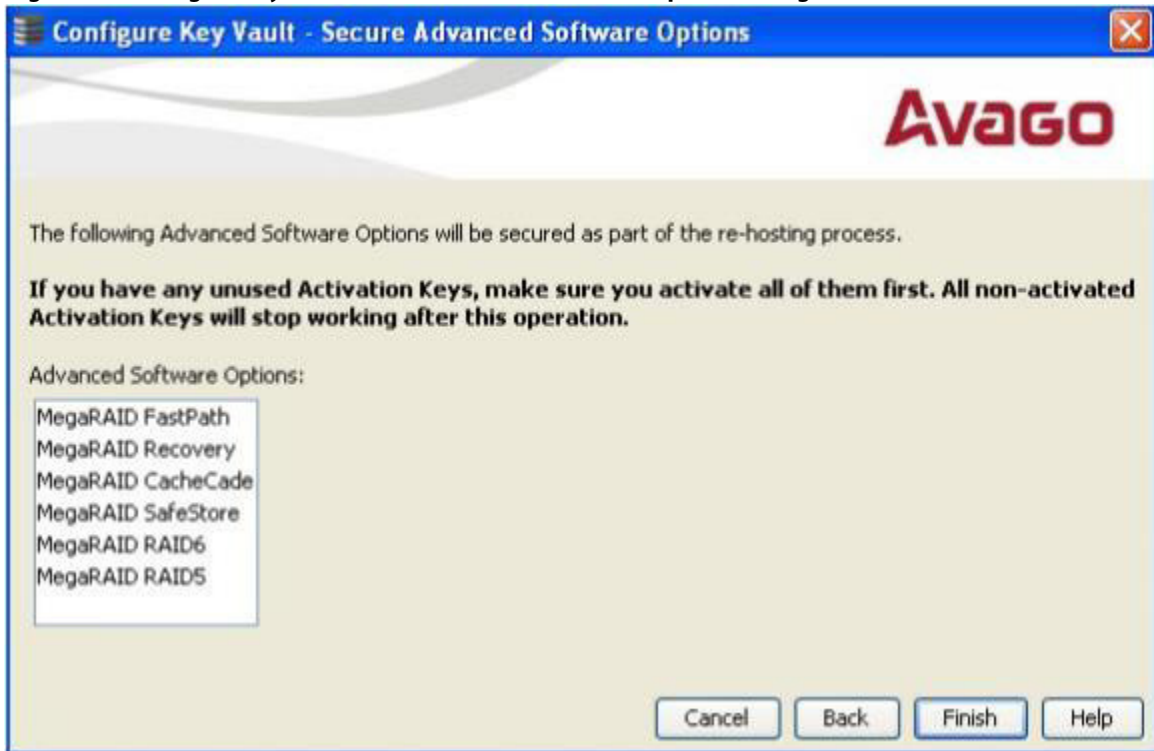 Configure Key Vault - Secure Advanced Software Options
AVAGO
The following Advanced Software Options will be secured as part of the re-hosting process.
If you have any unused Activation Keys, make sure you activate all of them first. All non-activated
Activation Keys will stop working after this operation.
Advanced Software Options:
MegaRAID FastPath
MegaRAID Recovery
MegaRAID CacheCade
MegaRAID SafeStore
MegaRAID RAID6
MegaRAID RAID5
Cancel
Back
Finish
Help